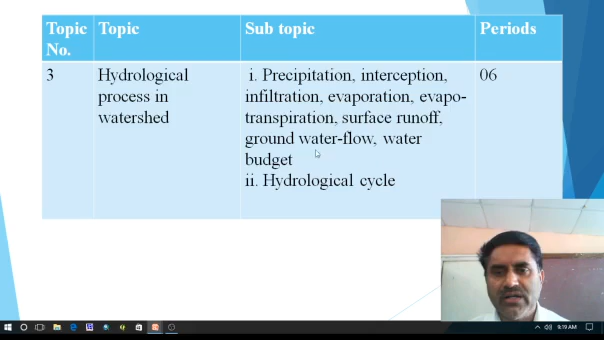 Topic No. Topic Sub topic Periods
3 Hydrological process in watershed i. Precipitation, interception, infiltration, evaporation, evapo-transpiration, surface runoff, ground water-flow, water budget 06
ii. Hydrological cycle
9:19 AM